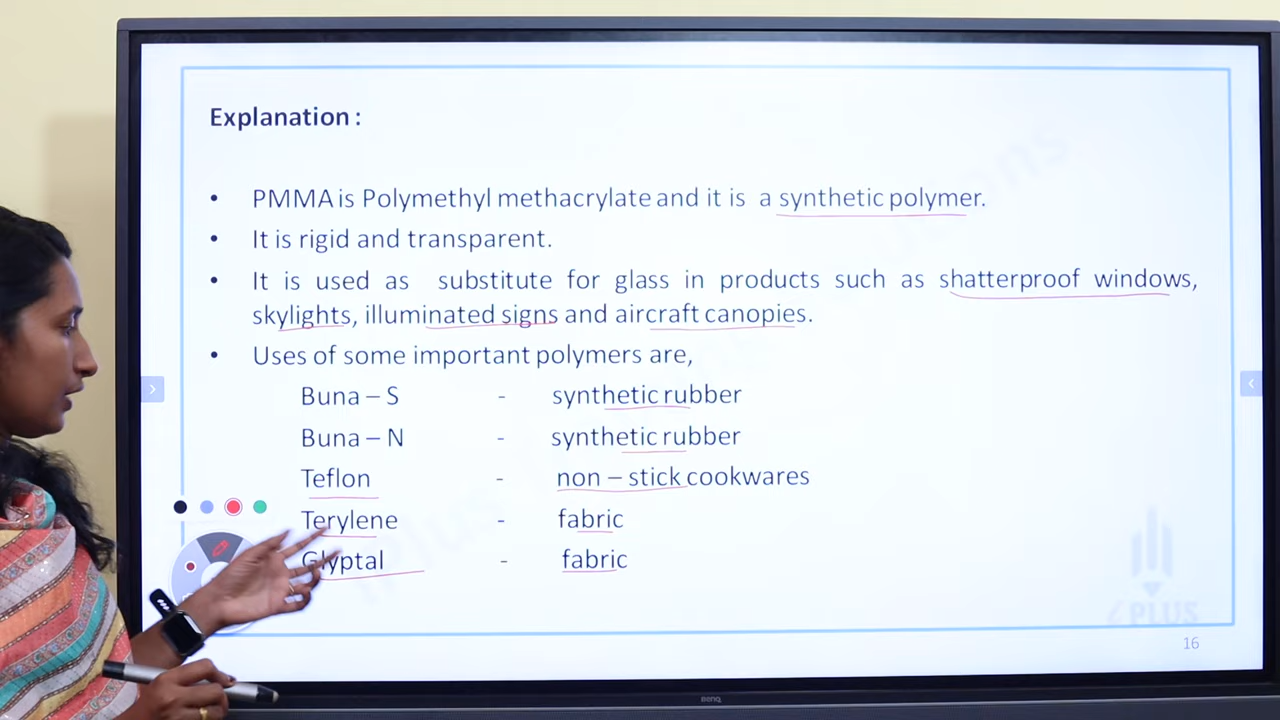 Explanation :
• PMMA is Polymethyl methacrylate and it is a synthetic polymer.
• It is rigid and transparent.
• It is used as substitute for glass in products such as shatterproof windows,
skylights, illuminated signs and aircraft canopies.
• Uses of some important polymers are,
Buna – S - synthetic rubber
Buna – N - synthetic rubber
Teflon - non – stick cookwares
Terylene - fabric
Glyptal - fabric
PLUS
16
BenQ